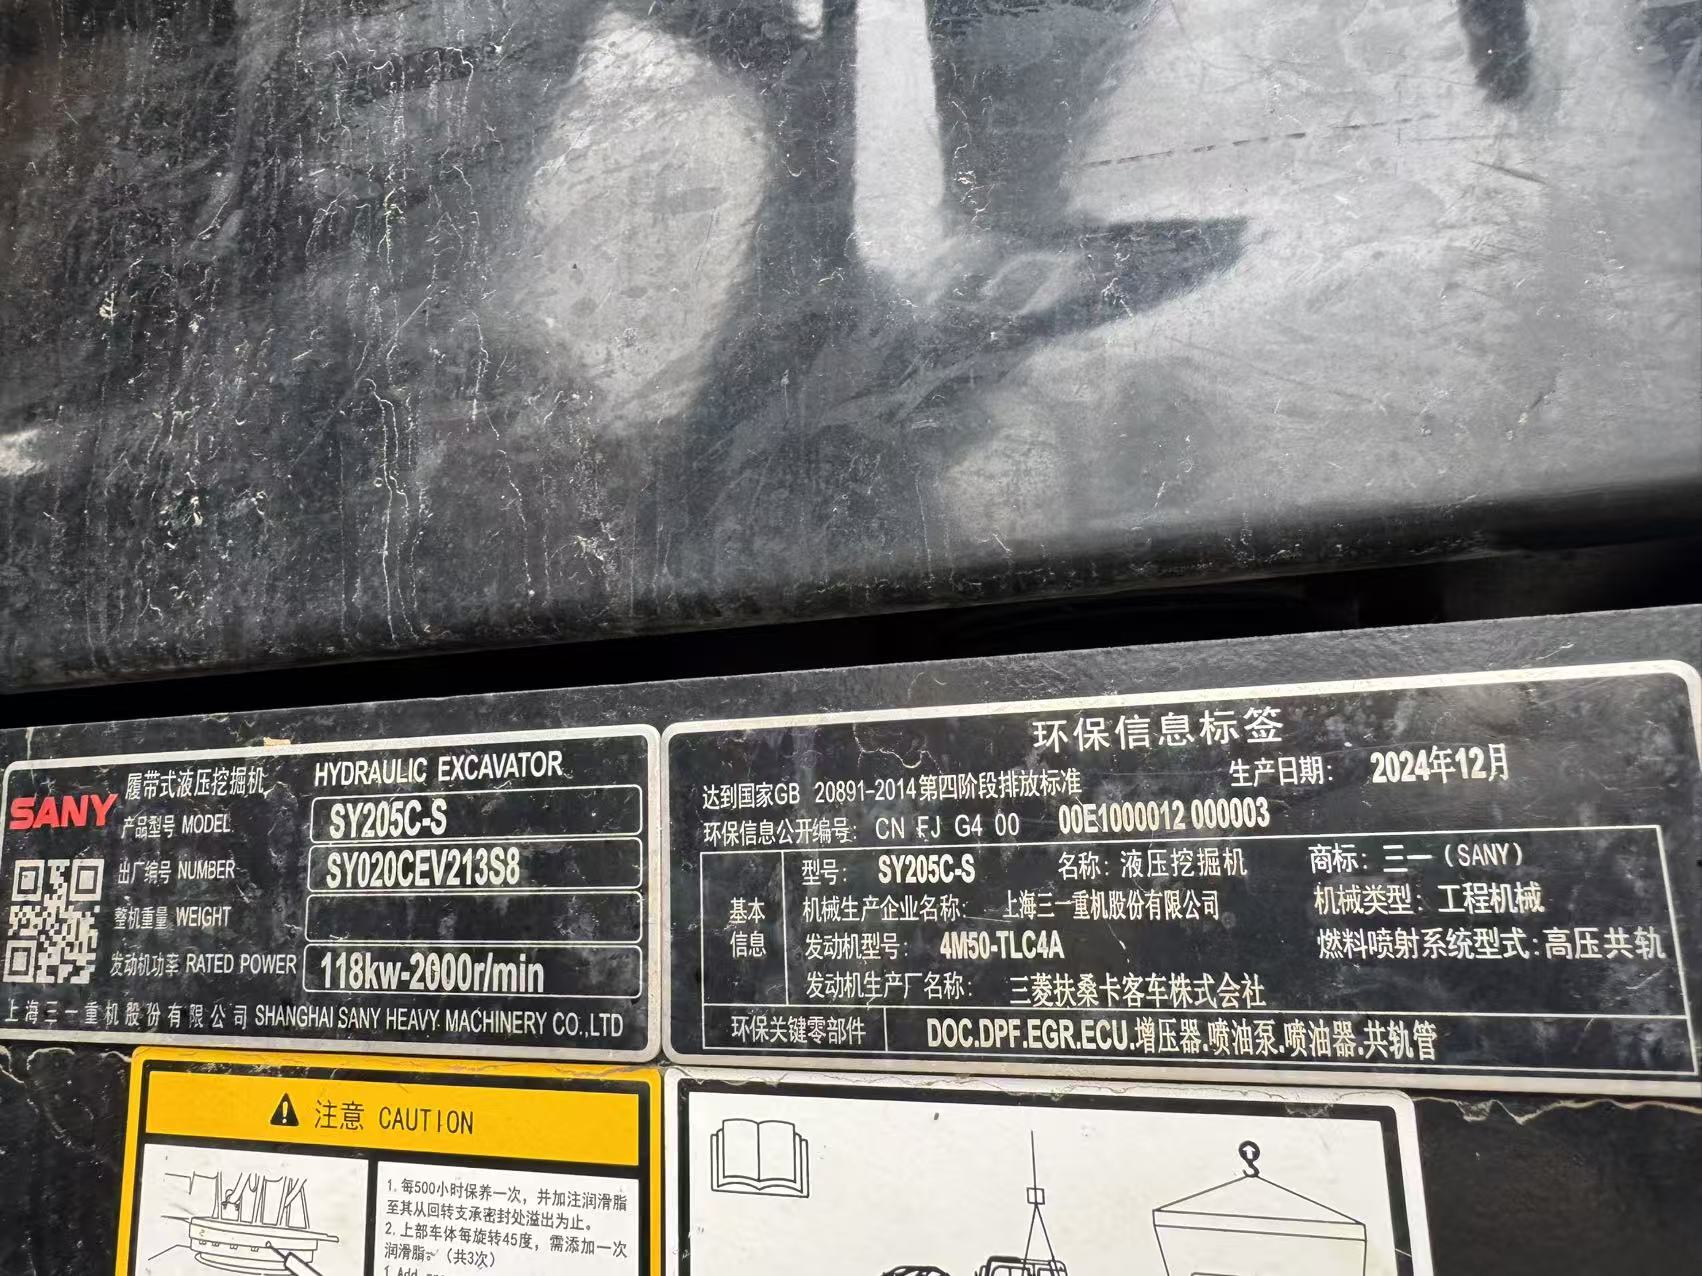 SANY
履带式液压挖掘机 HYDRAULIC EXCAVATOR
产品型号 MODEL SY205C-S
出厂编号 NUMBER SY020CEV213S8
整机重量 WEIGHT
发动机功率 RATED POWER 118kw-2000r/min
上海三一重机股份有限公司 SHANGHAI SANY HEAVY MACHINERY CO.,LTD
环保信息标签
生产日期: 2024年12月
达到国家GB 20891-2014第四阶段排放标准
环保信息公开编号: CN FJ G4 00 00E1000012 000003
基本信息
型号: SY205C-S 名称: 液压挖掘机 商标: 三一(SANY)
机械生产企业名称: 上海三一重机股份有限公司 机械类型: 工程机械
发动机型号: 4M50-TLC4A 燃料喷射系统型式: 高压共轨
发动机生产厂名称: 三菱扶桑卡客车株式会社
环保关键零部件 DOC.DPF.EGR.ECU.增压器.喷油泵.喷油器.共轨管
注意 CAUTION
1.每500小时保养一次，并加注润滑脂
至其从回转支承密封处溢出为止。
2.上部车体每旋转45度，需添加一次
润滑脂。（共3次）